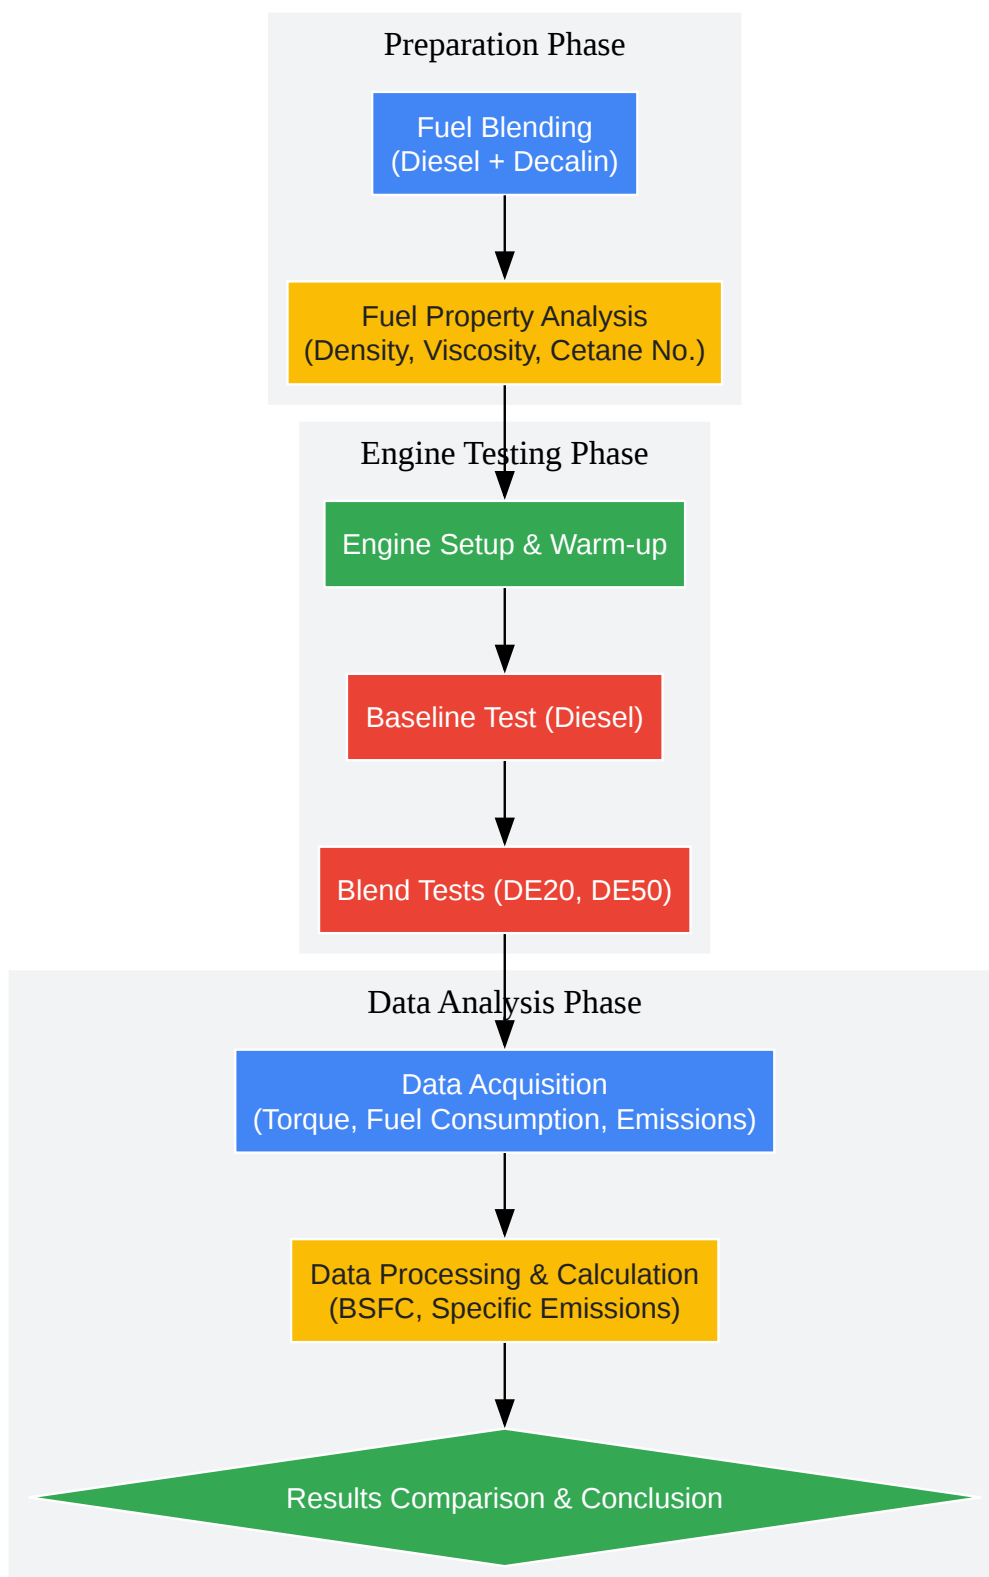 Preparation Phase
Fuel Blending
(Diesel + Decalin)
Fuel Property Analysis
(Density, Viscosity, Cetane No.)
Engine Testing Phase
Engine Setup & Warm-up
Baseline Test (Diesel)
Blend Tests (DE20, DE50)
Data Analysis Phase
Data Acquisition
(Torque, Fuel Consumption, Emissions)
Data Processing & Calculation
(BSFC, Specific Emissions)
Results Comparison & Conclusion